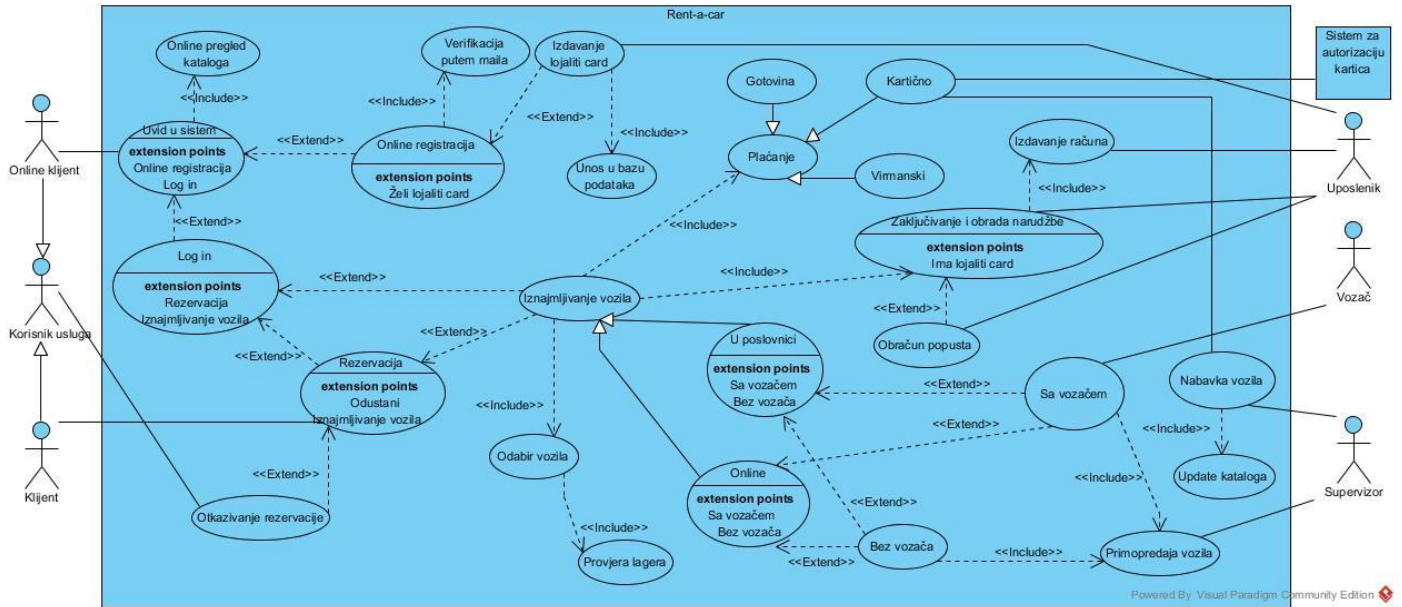 Rent-a-car
Online pregled
kataloga
Verifikacija
putem maila
Izdavanje
lojaliti card
Sistem za
autorizaciju
kartica
Gotovina
Kartično
<<Include>>
<<Include>>
<<Extend>>
<<Include>>
Uvid u sistem
extension points
Online registracija
Log in
<<Extend>>
Online registracija
extension points
Želi lojaliti card
Unos u bazu
podataka
Plaćanje
Virmanski
Izdavanje računa
<<Include>>
Online klijent
Uposlenik
<<Extend>>
<<Include>>
Zaključivanje i obrada narudžbe
extension points
Ima lojaliti card
Log in
extension points
Rezervacija
Iznajmljivanje vozila
<<Extend>>
Iznajmljivanje vozila
<<Include>>
<<Extend>>
Obračun popusta
Vozač
Korisnik usluga
<<Extend>>
<<Extend>>
Rezervacija
extension points
Odustani
Iznajmljivanje vozila
U poslovnici
extension points
Sa vozačem
Bez vozača
<<Extend>>
Sa vozačem
Nabavka vozila
<<Include>>
<<Include>>
Update kataloga
Klijent
Supervizor
<<Extend>>
Otkazivanje rezervacije
Odabir vozila
<<Include>>
Provjera lagera
Online
extension points
Sa vozačem
Bez vozača
<<Extend>>
<<Extend>>
<<Extend>>
Bez vozača
<<Include>>
<<Include>>
Primopredaja vozila
Powered By Visual Paradigm Community Edition